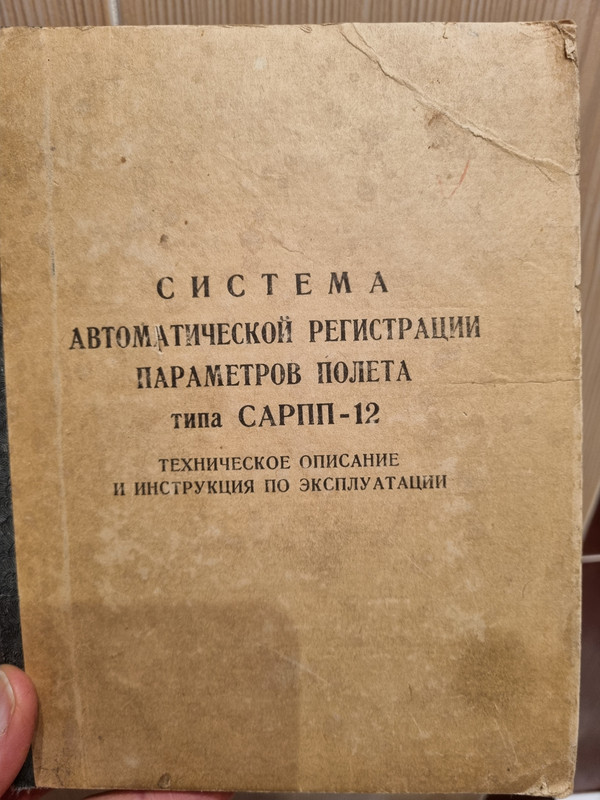 СИСТЕМА
АВТОМАТИЧЕСКОЙ РЕГИСТРАЦИИ
ПАРАМЕТРОВ ПОЛЕТА
типа САРПП-12
ТЕХНИЧЕСКОЕ ОПИСАНИЕ
И ИНСТРУКЦИЯ ПО ЭКСПЛУАТАЦИИ